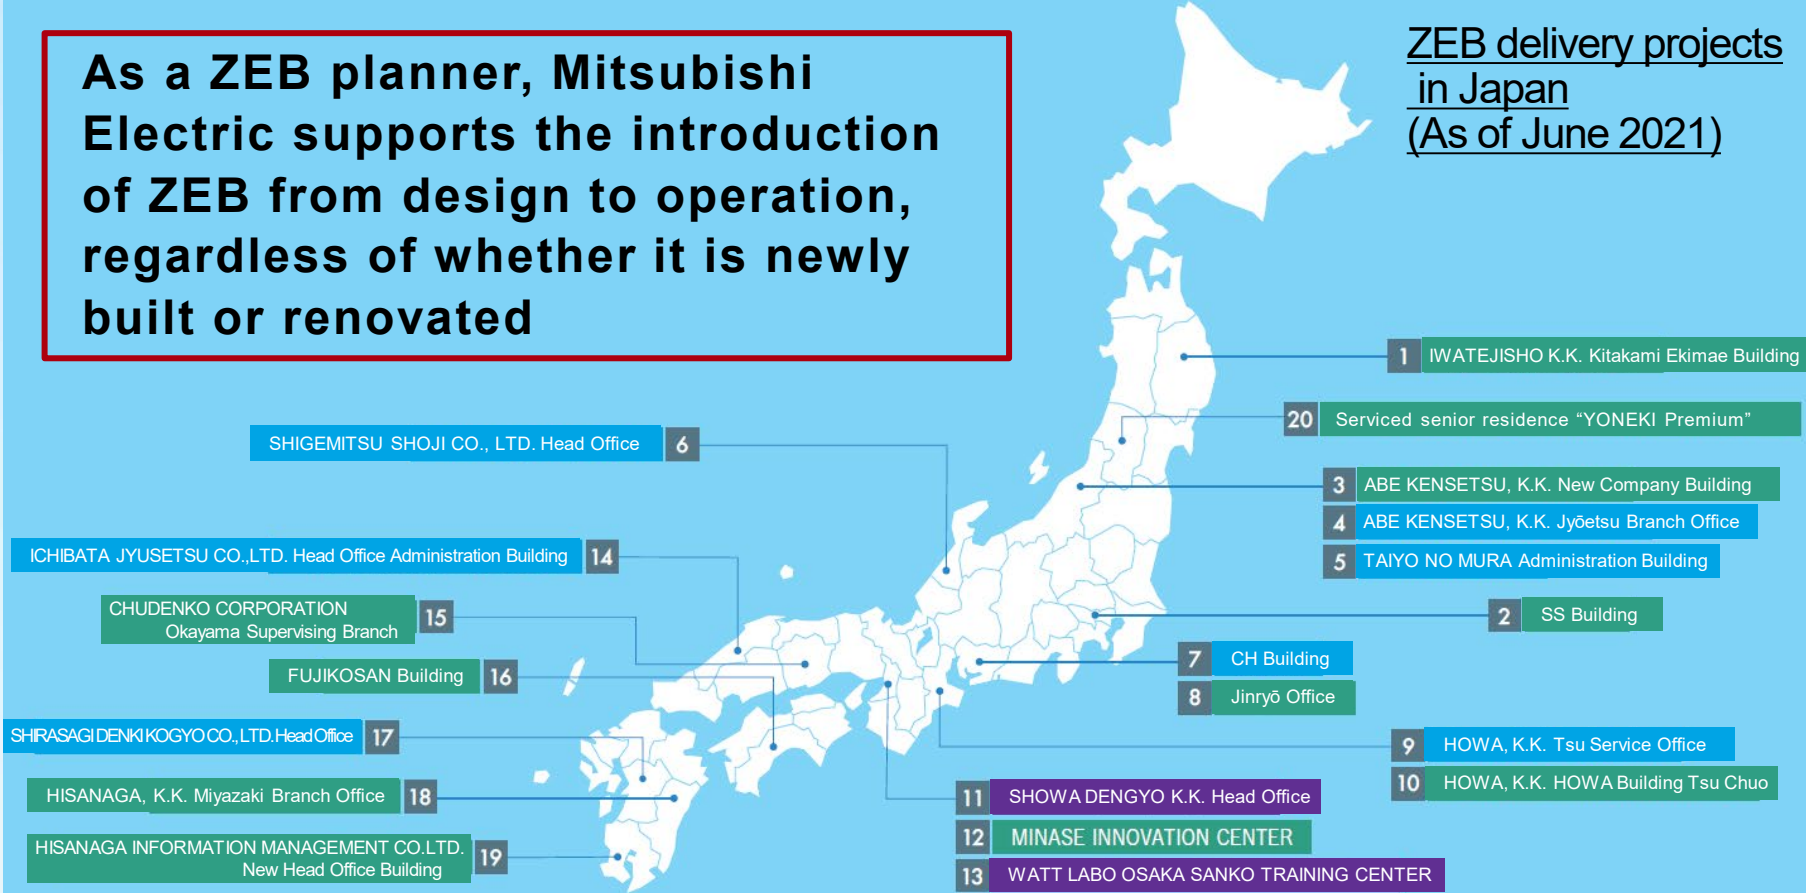 As a ZEB planner, Mitsubishi
Electric supports the introduction
of ZEB from design to operation,
regardless of whether it is newly
built or renovated
ZEB delivery projects
in Japan
(As of June 2021)
1 IWATEJISHO K.K. Kitakami Ekimae Building
20 Serviced senior residence “YONEKI Premium”
SHIGEMITSU SHOJI CO., LTD. Head Office 6
3 ABE KENSETSU, K.K. New Company Building
4 ABE KENSETSU, K.K. Jyōetsu Branch Office
5 TAIYO NO MURA Administration Building
ICHIBATA JYUSETSU CO.,LTD. Head Office Administration Building 14
CHUDENKO CORPORATION
Okayama Supervising Branch 15
2 SS Building
FUJIKOSAN Building 16
7 CH Building
8 Jinryō Office
SHIRASAGI DENKI KOGYO CO., LTD. Head Office 17
9 HOWA, K.K. Tsu Service Office
10 HOWA, K.K. HOWA Building Tsu Chuo
HISANAGA, K.K. Miyazaki Branch Office 18
11 SHOWA DENGYO K.K. Head Office
12 MINASE INNOVATION CENTER
13 WATT LABO OSAKA SANKO TRAINING CENTER
HISANAGA INFORMATION MANAGEMENT CO.LTD.
New Head Office Building 19